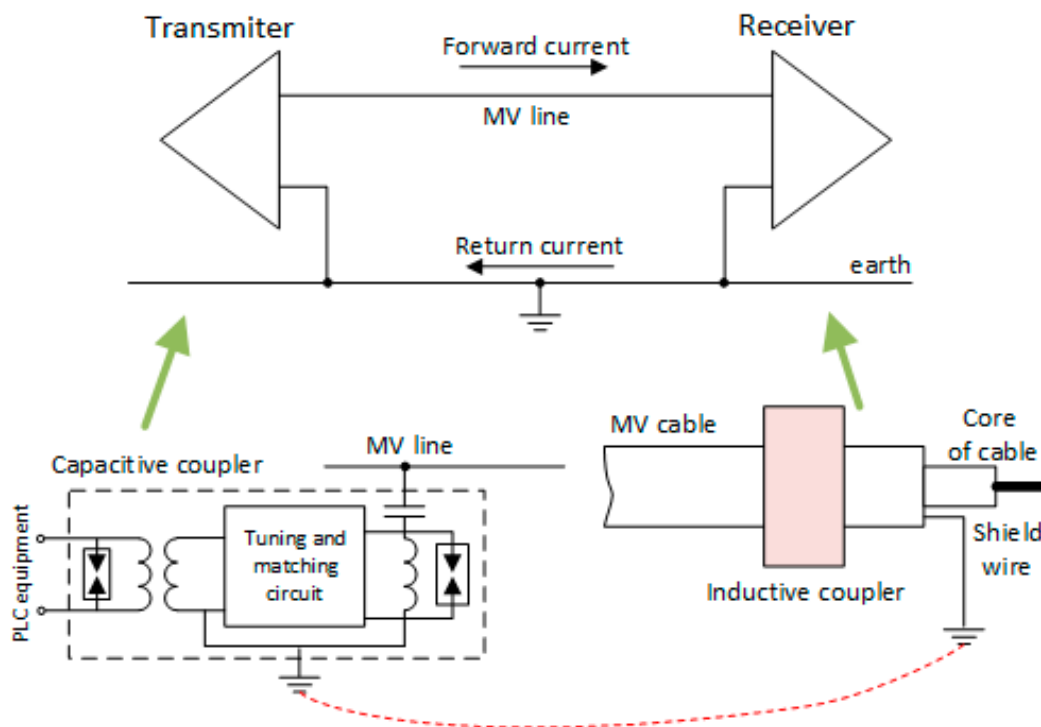 Transmiter
Receiver
Forward current
MV line
Return current
earth
MV line
Capacitive coupler
PLC equipment
Tuning and
matching
circuit
MV cable
Core
of cable
Shield
wire
Inductive coupler